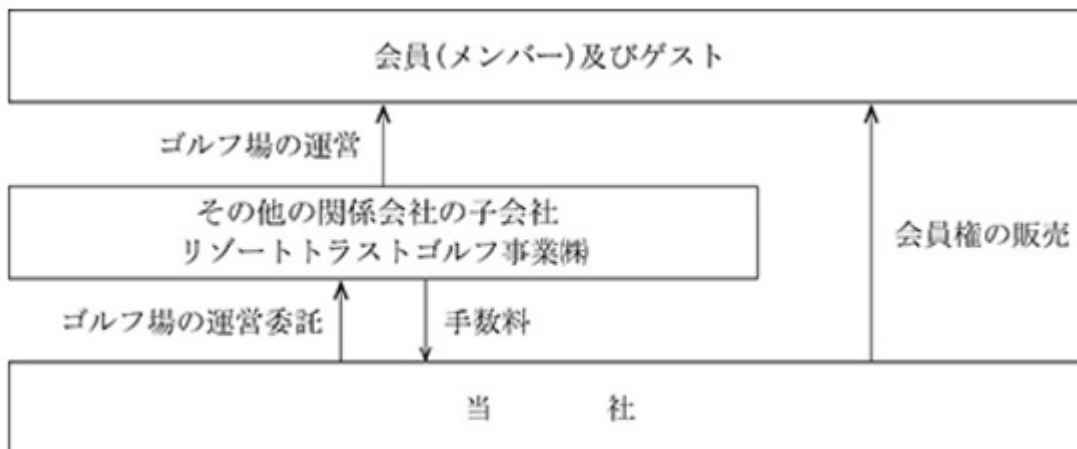 会員(メンバー)及びゲスト
ゴルフ場の運営
その他の関係会社の子会社
リゾートトラストゴルフ事業㈱
会員権の販売
ゴルフ場の運営委託
手数料
当 社